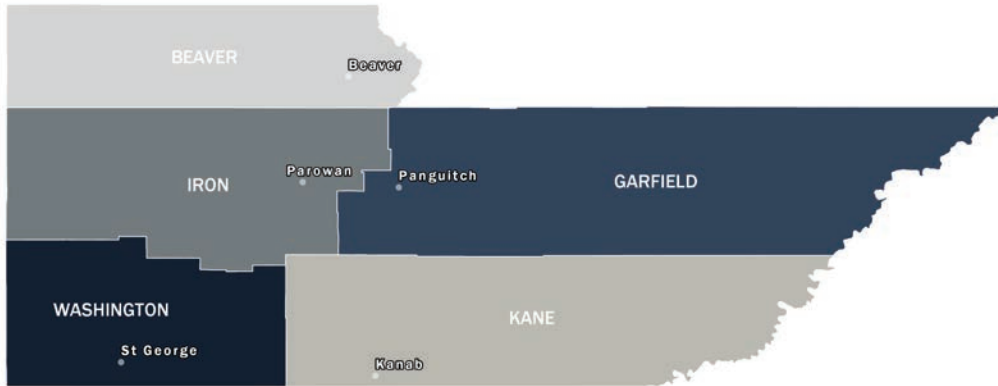 BEAVER
Beaver
IRON
Parowan
Panguitch
GARFIELD
WASHINGTON
St George
KANE
Kanab